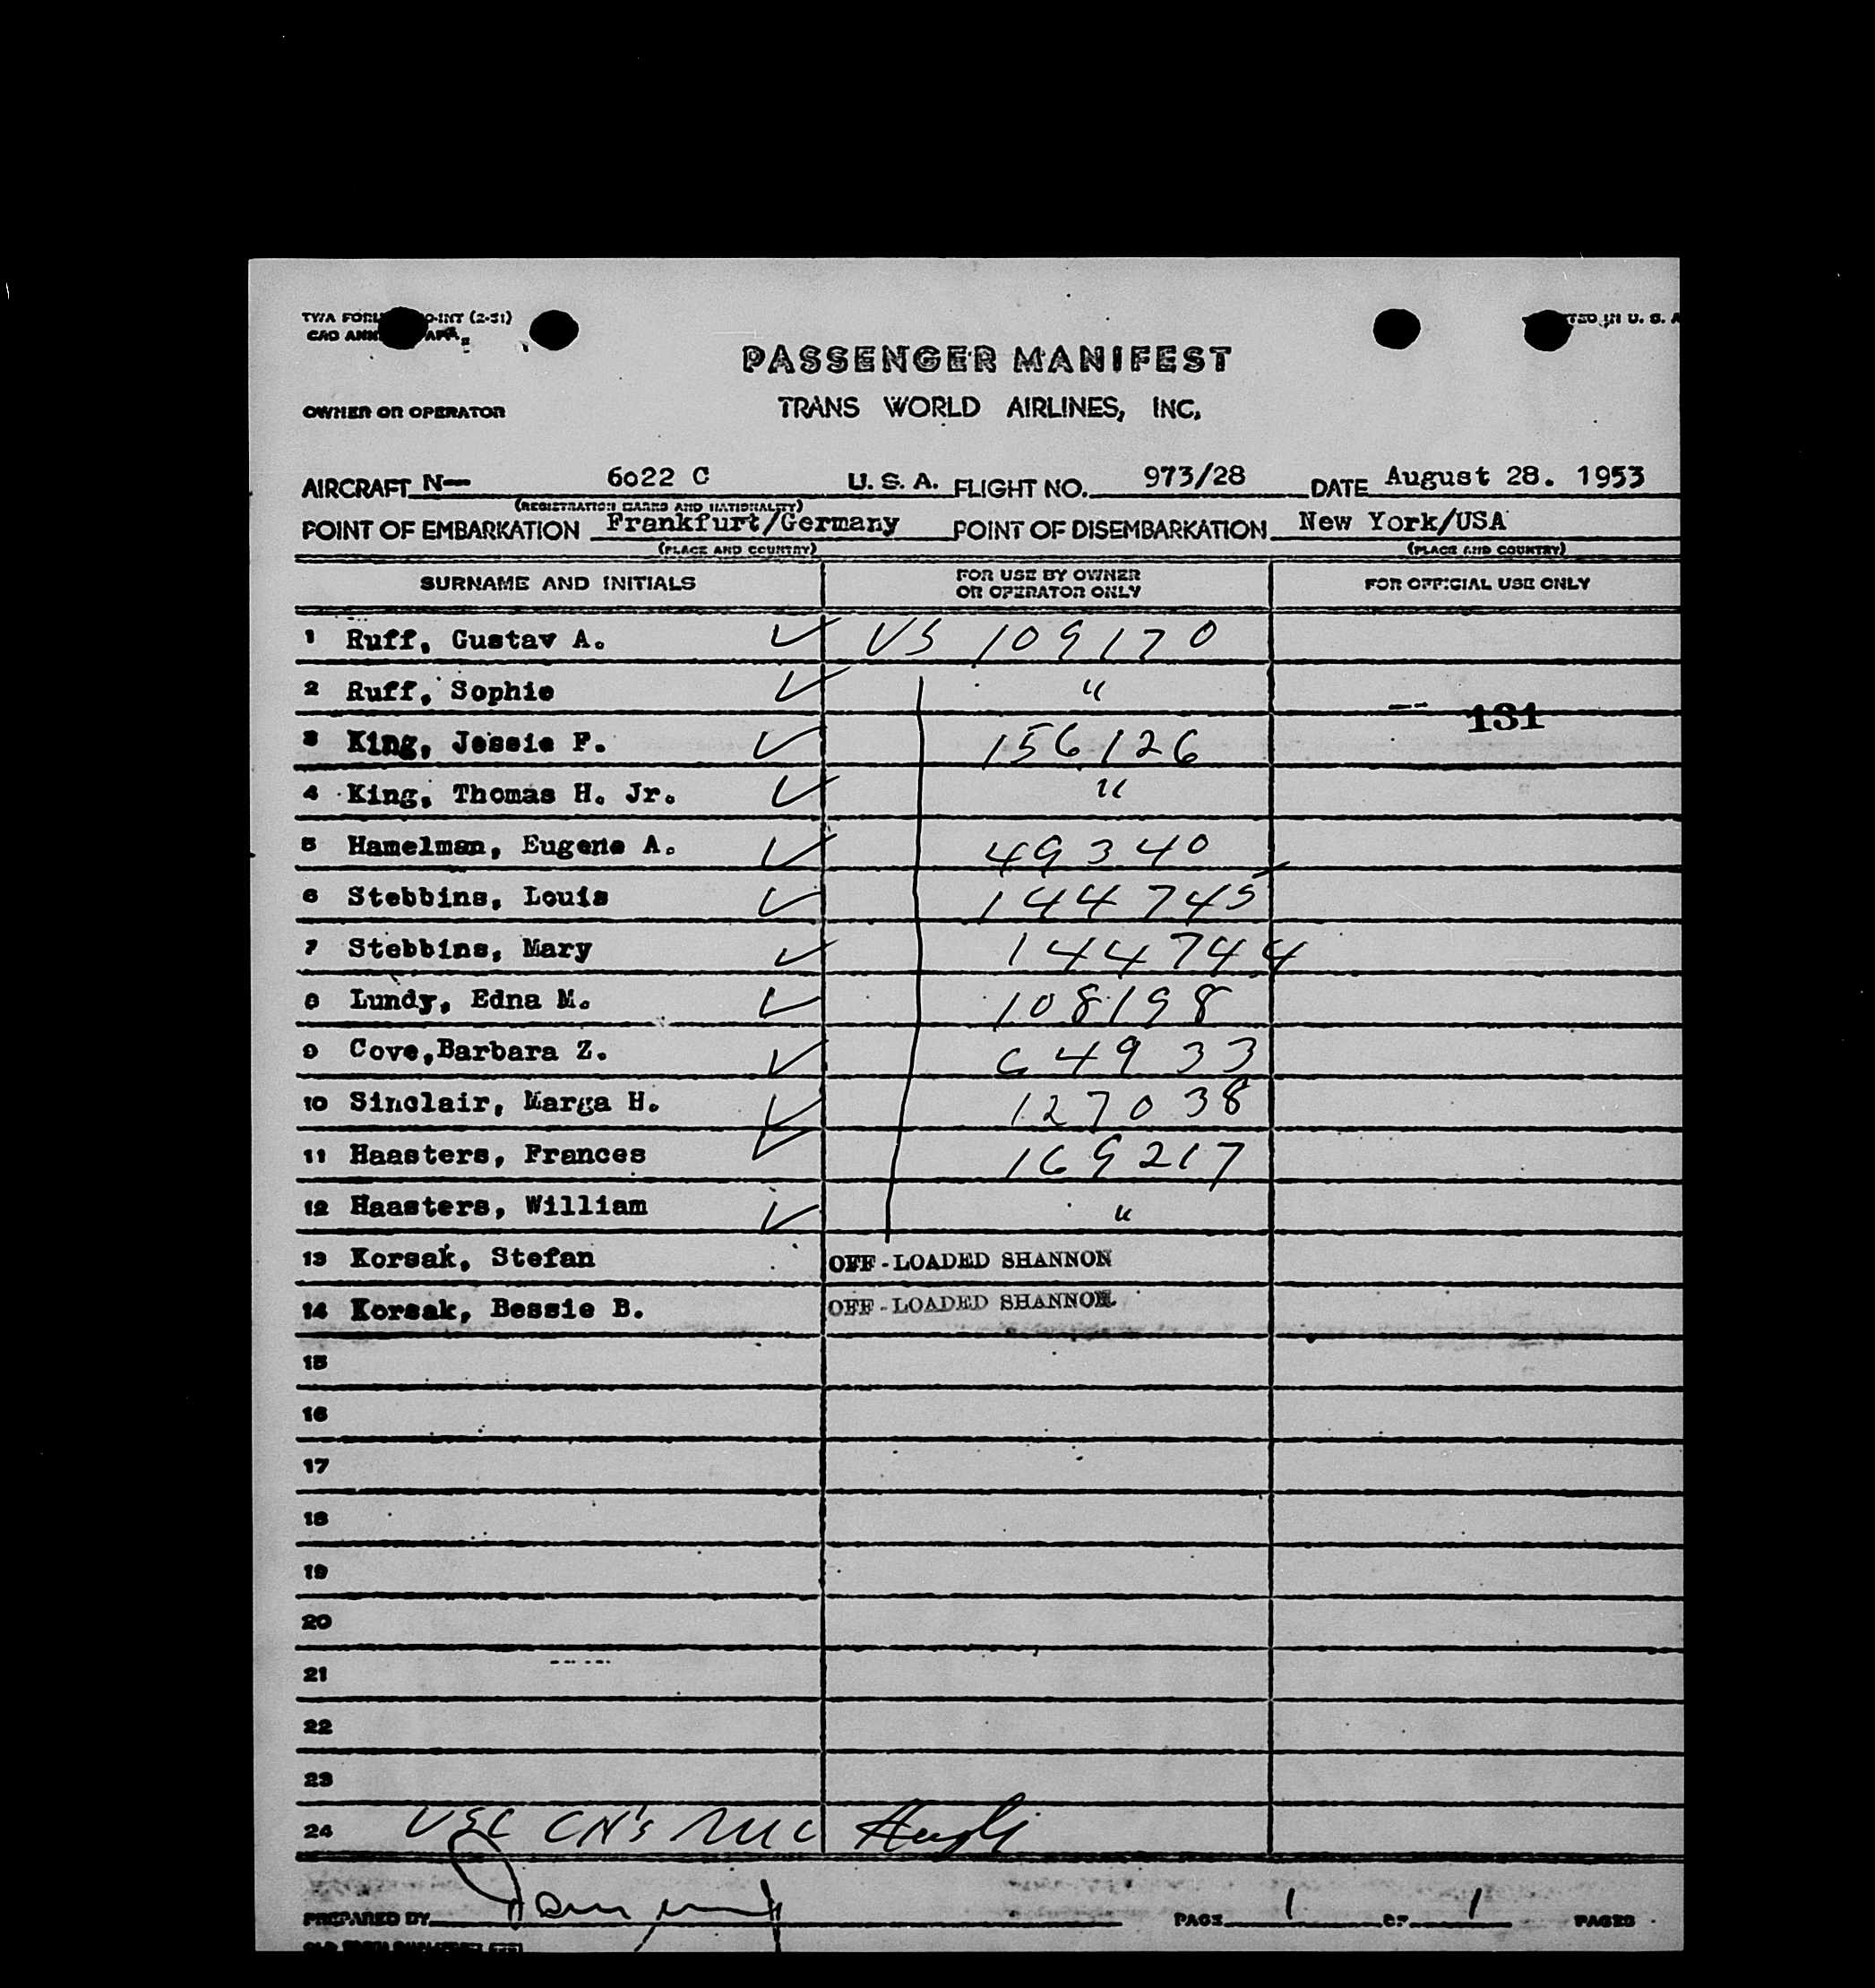 PASSENGER MANIFEST
OWNER OR OPERATOR TRANS WORLD AIRLINES, INC.
AIRCRAFT N— 6022 C U. S. A. FLIGHT NO. 973/28 DATE August 28. 1953
(REGISTRATION MARKS AND NATIONALITY)
POINT OF EMBARKATION Frankfurt/Germany POINT OF DISEMBARKATION New York/USA
(PLACE AND COUNTRY) (PLACE AND COUNTRY)
SURNAME AND INITIALS FOR USE BY OWNER OR OPERATOR ONLY FOR OFFICIAL USE ONLY
1 Ruff, Gustav A. ✓ US 109170
2 Ruff, Sophie ✓ "
131
3 King, Jessie F. ✓ 156126
4 King, Thomas H. Jr. ✓ "
5 Hamelman, Eugene A. ✓ 49340
6 Stebbins, Louis ✓ 144745
7 Stebbins, Mary ✓ 144744
8 Lundy, Edna M. ✓ 108198
9 Cove,Barbara Z. ✓ 64933
10 Sinclair, Marga H. ✓ 127038
11 Haasters, Frances ✓ 169217
12 Haasters, William ✓ "
13 Korsak, Stefan OFF - LOADED SHANNON
14 Korsak, Bessie B. OFF - LOADED SHANNON.
15
16
17
18
19
20
21
22
23
24 USC CN's
PREPARED BY PAGE 1 OF 1 PAGES